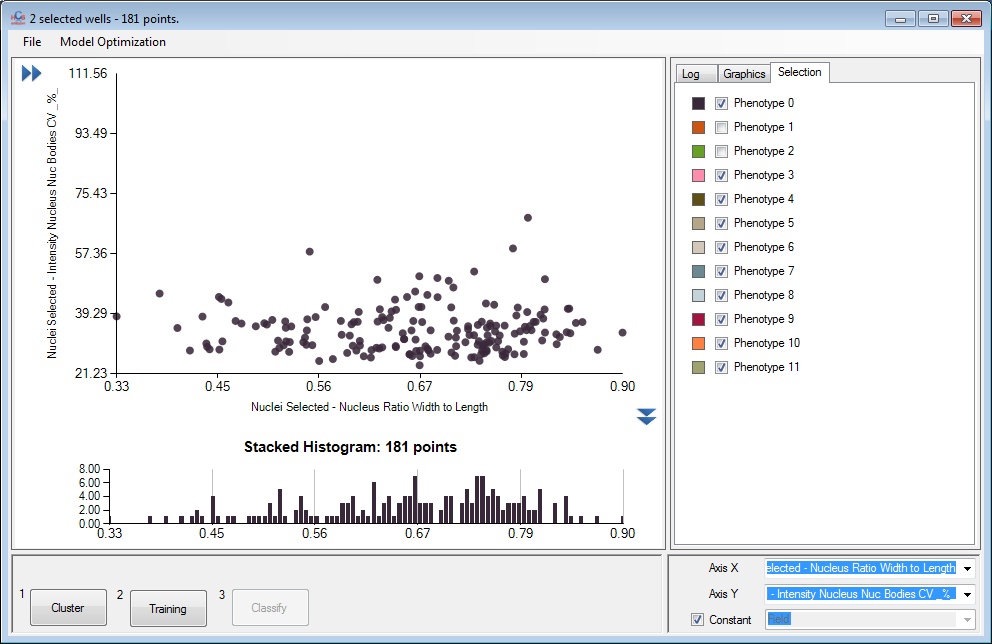 2 selected wells - 181 points.
File Model Optimization
111.56
93.49
75.43
57.36
39.29
21.23
Nuclei Selected - Intensity Nucleus Nuc Bodies CV _%_
0.33 0.45 0.56 0.67 0.79 0.90
Nuclei Selected - Nucleus Ratio Width to Length
Stacked Histogram: 181 points
8.00
6.00
4.00
2.00
0.00
0.33 0.45 0.56 0.67 0.79 0.90
Log Graphics Selection
Phenotype 0
Phenotype 1
Phenotype 2
Phenotype 3
Phenotype 4
Phenotype 5
Phenotype 6
Phenotype 7
Phenotype 8
Phenotype 9
Phenotype 10
Phenotype 11
1 Cluster 2 Training 3 Classify
Axis X elected - Nucleus Ratio Width to Length
Axis Y - Intensity Nucleus Nuc Bodies CV _%_
Constant Field